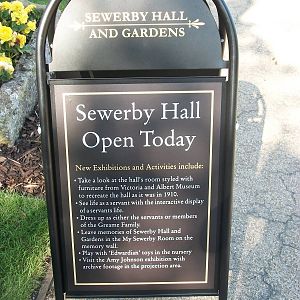 SEWERBY HALL
AND GARDENS
Sewerby Hall
Open Today
New Exhibitions and Activities include:
• Take a look at the hall's room styled with
furniture from Victoria and Albert Museum
to recreate the hall as it was in 1910.
• See life as a servant with the interactive display
of a servants life.
• Dress up as either the servants or members
of the Greame Family.
• Leave memories of Sewerby Hall and
Gardens in the My Sewerby Room on the
memory wall.
• Play with 'Edwardian' toys in the nursery
• Visit the Amy Johnson exhibition with
archive footage in the projection area.